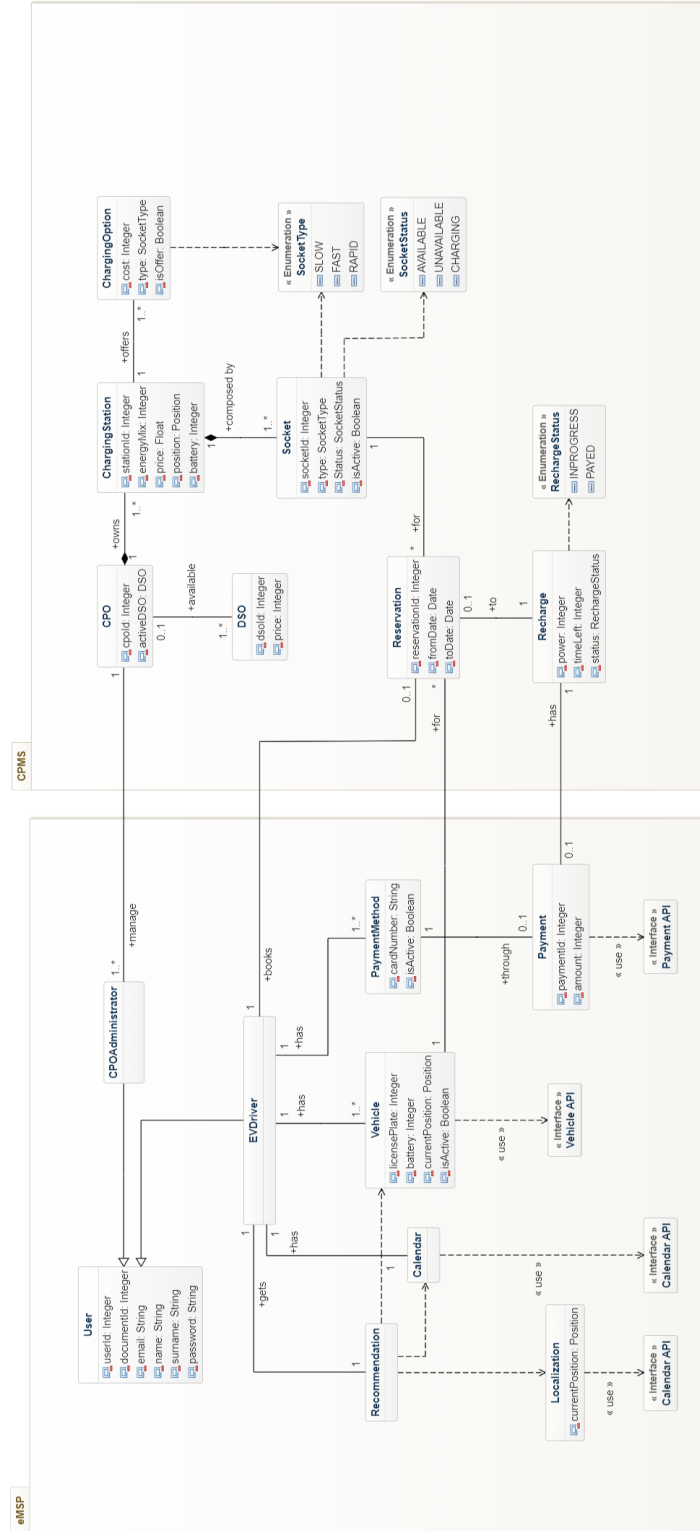 eMSP
User
userId: Integer
documentId: Integer
email: String
name: String
surname: String
password: String
CPOAdministrator
1..*
+manage
1
EVDriver
1
+gets
1
1
+has
1
1
+has
1..*
1
+has
1..*
1
+books
0..1
Recommendation
Calendar
Vehicle
licensePlate: Integer
battery: Integer
currentPosition: Position
isActive: Boolean
1
+for
*
PaymentMethod
cardNumber: String
isActive: Boolean
1
+through
0..1
Localization
currentPosition: Position
« use »
« Interface »
Calendar API
« use »
« Interface »
Calendar API
« use »
« Interface »
Vehicle API
Payment
paymentId: Integer
amount: Integer
« use »
« Interface »
Payment API
0..1
+has
1
CPMS
CPO
cpoId: Integer
activeDSO: DSO
1
+owns
1..*
0..1
+available
1..*
DSO
dsoId: Integer
price: Integer
ChargingStation
stationId: Integer
energyMix: Integer
price: Float
position: Position
battery: Integer
1
+offers
1..*
ChargingOption
cost: Integer
type: SocketType
isOffer: Boolean
1
+composed by
1..*
Socket
socketId: Integer
type: SocketType
Status: SocketStatus
isActive: Boolean
« Enumeration »
SocketType
SLOW
FAST
RAPID
« Enumeration »
SocketStatus
AVAILABLE
UNAVAILABLE
CHARGING
1
+for
*
Reservation
reservationId: Integer
fromDate: Date
toDate: Date
0..1
+to
1
Recharge
power: Integer
timeLeft: Integer
status: RechargeStatus
« Enumeration »
RechargeStatus
INPROGRESS
PAYED